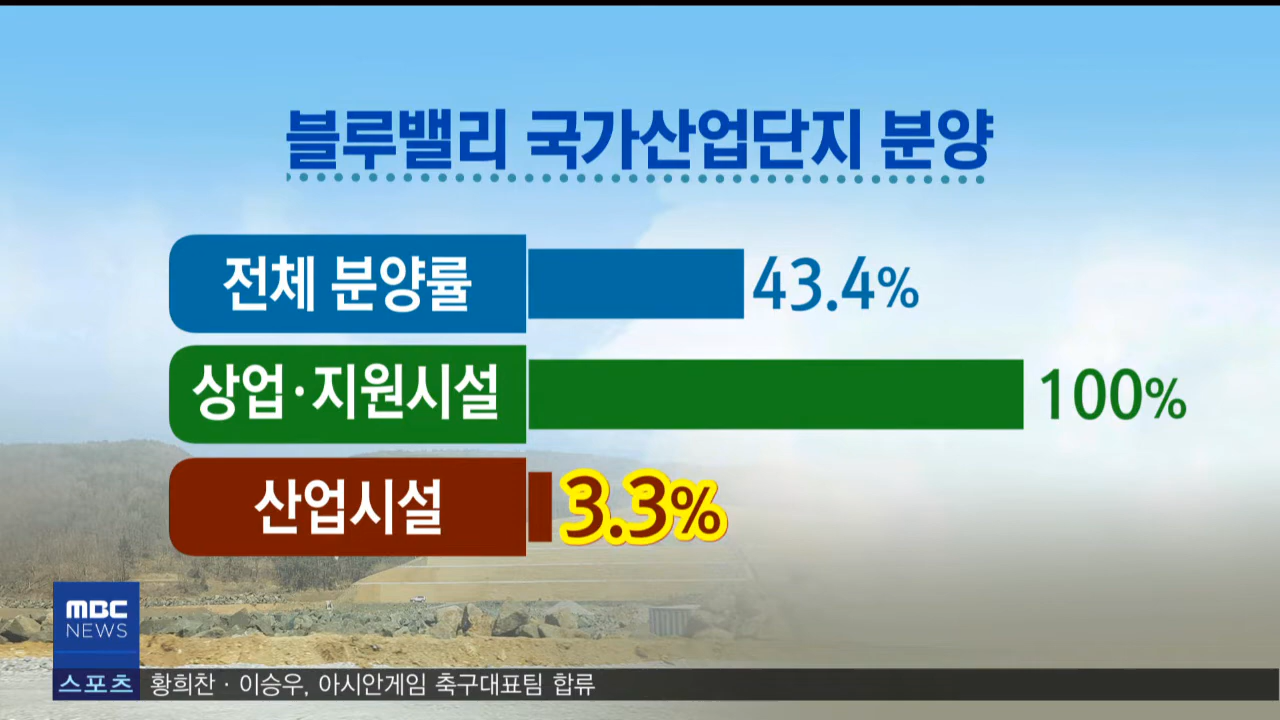 블루밸리 국가산업단지 분양
전체 분양률 43.4%
상업·지원시설 100%
산업시설 3.3%
MBC
NEWS
스포츠 황희찬·이승우, 아시안게임 축구대표팀 합류